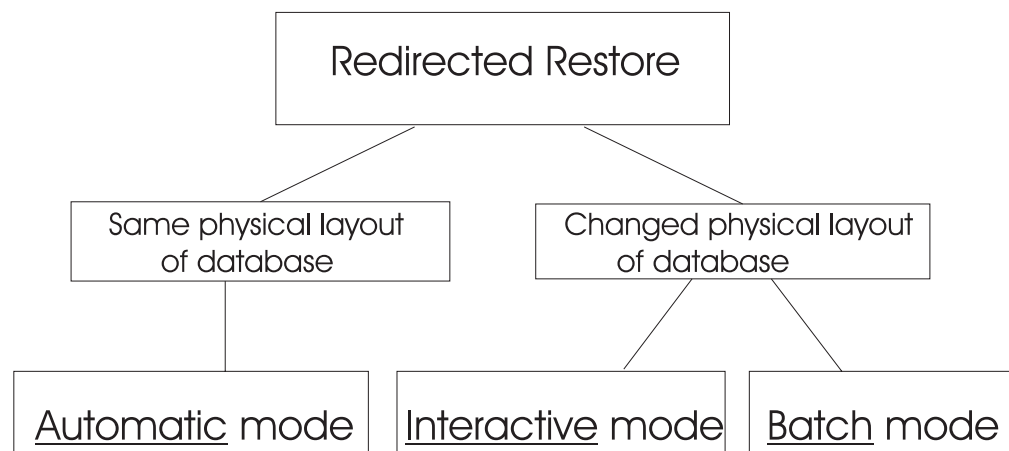 Redirected Restore
Same physical layout
of database
Changed physical layout
of database
Automatic mode
Interactive mode
Batch mode